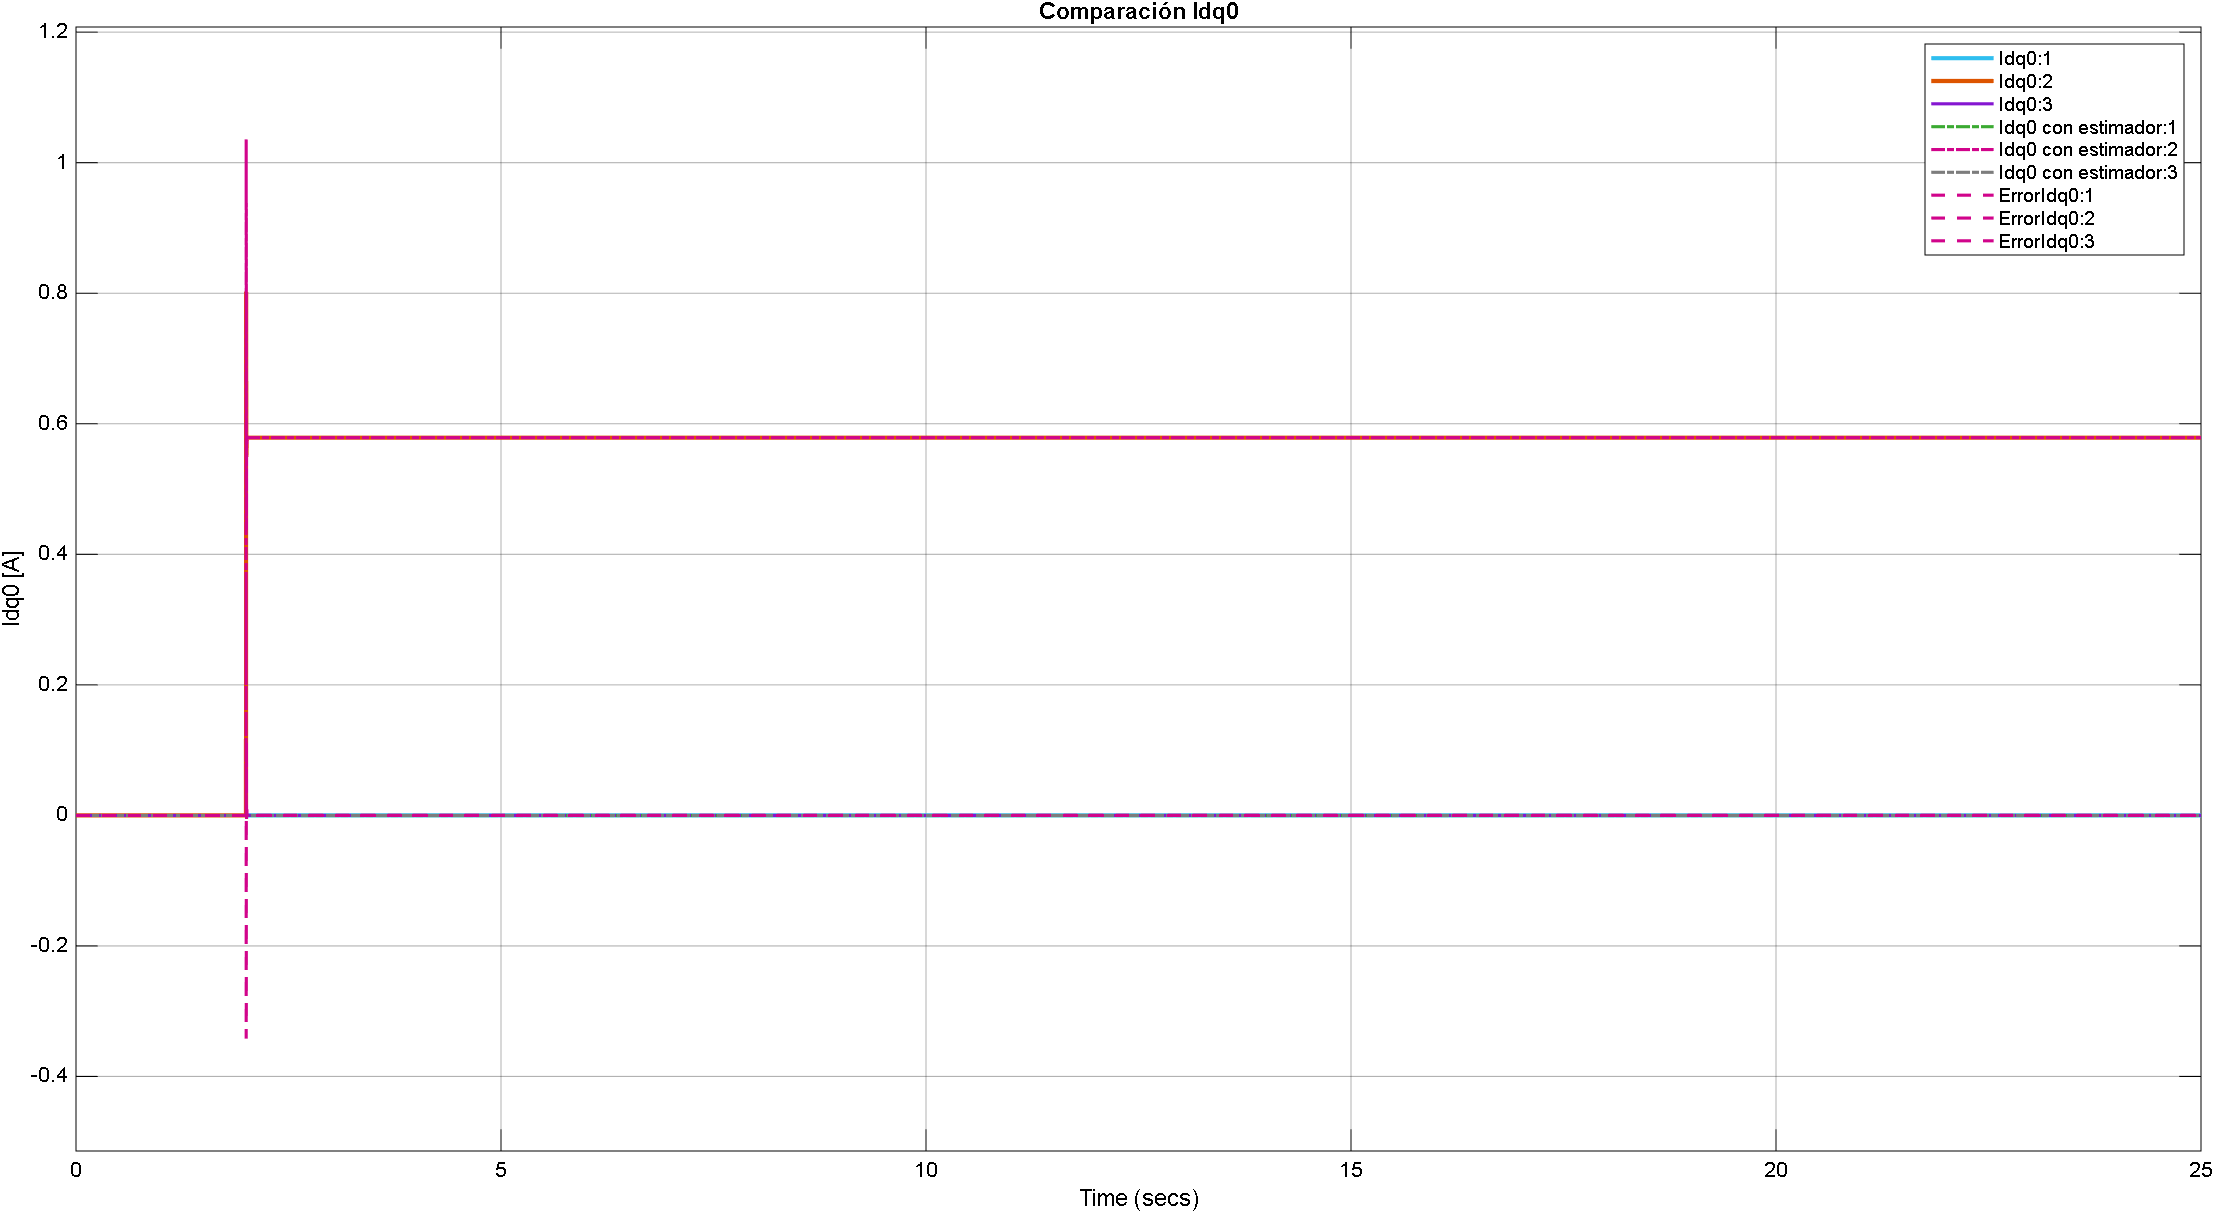 Comparación Idq0
1.2
1
0.8
0.6
0.4
0.2
0
-0.2
-0.4
Idq0 [A]
Idq0:1
Idq0:2
Idq0:3
Idq0 con estimador:1
Idq0 con estimador:2
Idq0 con estimador:3
ErrorIdq0:1
ErrorIdq0:2
ErrorIdq0:3
0 5 10 15 20 25
Time (secs)